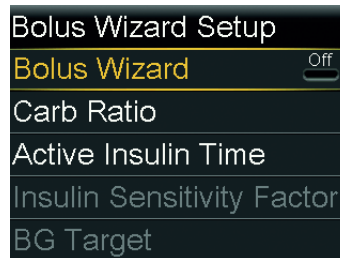 Bolus Wizard Setup
Bolus Wizard Off
Carb Ratio
Active Insulin Time
Insulin Sensitivity Factor
BG Target